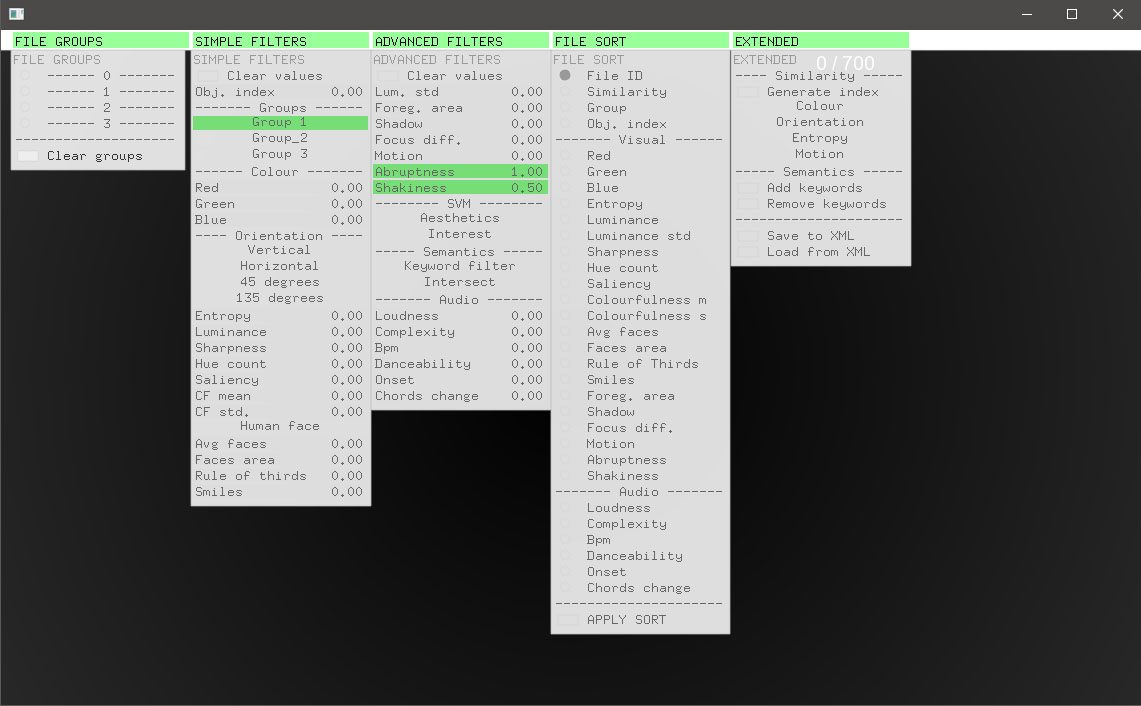 FILE GROUPS
FILE GROUPS
------ 0 -------
------ 1 -------
------ 2 -------
------ 3 -------
Clear groups
SIMPLE FILTERS
SIMPLE FILTERS
Clear values
Obj. index 0.00
------- Groups ------
Group 1
Group_2
Group 3
------- Colour ------
Red 0.00
Green 0.00
Blue 0.00
---- Orientation ----
Vertical
Horizontal
45 degrees
135 degrees
Entropy 0.00
Luminance 0.00
Sharpness 0.00
Hue count 0.00
Saliency 0.00
CF mean 0.00
CF std. 0.00
Human face
Avg faces 0.00
Faces area 0.00
Rule of thirds 0.00
Smiles 0.00
ADVANCED FILTERS
ADVANCED FILTERS
Clear values
Lum. std 0.00
Foreg. area 0.00
Shadow 0.00
Focus diff. 0.00
Motion 0.00
Abruptness 1.00
Shakiness 0.50
-------- SVM --------
Aesthetics
Interest
----- Semantics -----
Keyword filter
Intersect
------- Audio -------
Loudness 0.00
Complexity 0.00
Bpm 0.00
Danceability 0.00
Onset 0.00
Chords change 0.00
FILE SORT
FILE SORT
File ID
Similarity
Group
Obj. index
------- Visual ------
Red
Green
Blue
Entropy
Luminance
Luminance std
Sharpness
Hue count
Saliency
Colourfulness m
Colourfulness s
Avg faces
Faces area
Rule of Thirds
Smiles
Foreg. area
Shadow
Focus diff.
Motion
Abruptness
Shakiness
------- Audio -------
Loudness
Complexity
Bpm
Danceability
Onset
Chords change
APPLY SORT
EXTENDED
EXTENDED
0 / 700
---- Similarity -----
Generate index
Colour
Orientation
Entropy
Motion
----- Semantics -----
Add keywords
Remove keywords
Save to XML
Load from XML